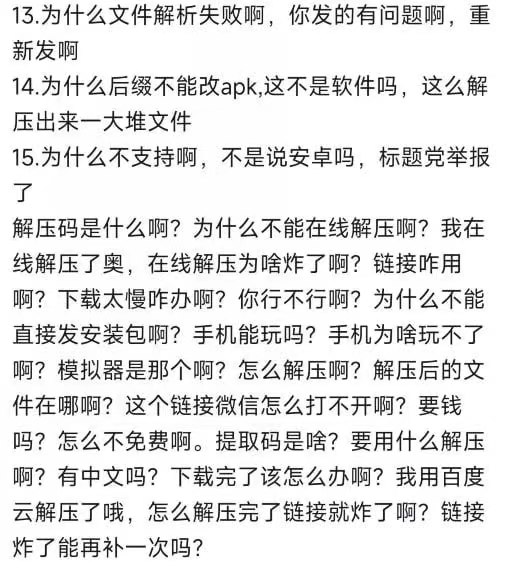 13.为什么文件解析失败啊，你发的有问题啊，重
新发啊
14.为什么后缀不能改apk,这不是软件吗，这么解
压出来一大堆文件
15.为什么不支持啊，不是说安卓吗，标题党举报
了
解压码是什么啊？为什么不能在线解压啊？我在
线解压了奥，在线解压为啥炸了啊？链接咋用
啊？下载太慢咋办啊？你行不行啊？为什么不能
直接发安装包啊？手机能玩吗？手机为啥玩不了
啊？模拟器是那个啊？怎么解压啊？解压后的文
件在哪啊？这个链接微信怎么打不开啊？要钱
吗？怎么不免费啊。提取码是啥？要用什么解压
啊？有中文吗？下载完了该怎么办啊？我用百度
云解压了哦，怎么解压完了链接就炸了啊？链接
炸了能再补一次吗？